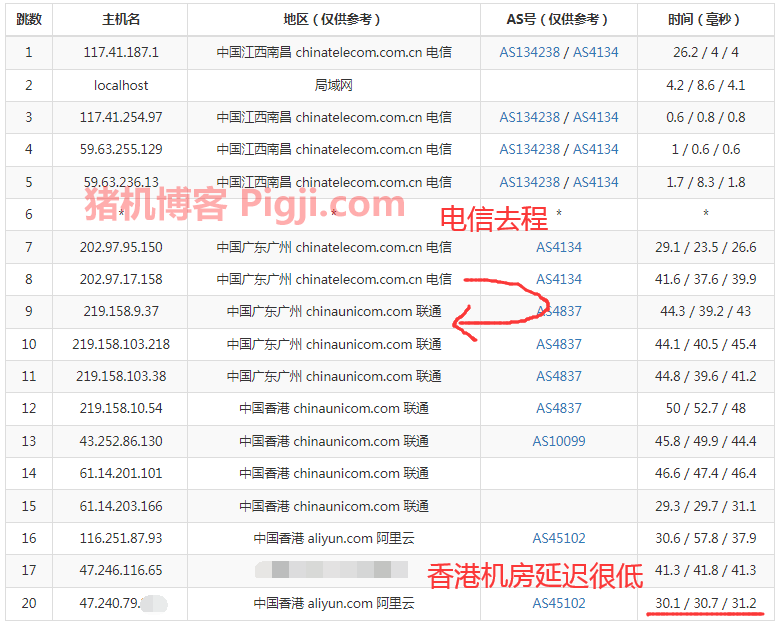 跳数 主机名 地区（仅供参考） AS号（仅供参考） 时间（毫秒）
1 117.41.187.1 中国江西南昌 chinatelecom.com.cn 电信 AS134238 / AS4134 26.2 / 4 / 4
2 localhost 局域网 4.2 / 8.6 / 4.1
3 117.41.254.97 中国江西南昌 chinatelecom.com.cn 电信 AS134238 / AS4134 0.6 / 0.8 / 0.8
4 59.63.255.129 中国江西南昌 chinatelecom.com.cn 电信 AS134238 / AS4134 1 / 0.6 / 0.6
5 59.63.236.13 中国江西南昌 chinatelecom.com.cn 电信 AS134238 / AS4134 1.7 / 8.3 / 1.8
猪机博客 Pigji.com
6 * * * *
电信去程
7 202.97.95.150 中国广东广州 chinatelecom.com.cn 电信 AS4134 29.1 / 23.5 / 26.6
8 202.97.17.158 中国广东广州 chinatelecom.com.cn 电信 AS4134 41.6 / 37.6 / 39.9
9 219.158.9.37 中国广东广州 chinaunicom.com 联通 AS4837 44.3 / 39.2 / 43
10 219.158.103.218 中国广东广州 chinaunicom.com 联通 AS4837 44.1 / 40.5 / 45.4
11 219.158.103.38 中国广东广州 chinaunicom.com 联通 AS4837 44.8 / 39.6 / 41.2
12 219.158.10.54 中国香港 chinaunicom.com 联通 AS4837 50 / 52.7 / 48
13 43.252.86.130 中国香港 chinaunicom.com 联通 AS10099 45.8 / 49.9 / 44.4
14 61.14.201.101 中国香港 chinaunicom.com 联通 46.6 / 47.4 / 46.4
15 61.14.203.166 中国香港 chinaunicom.com 联通 29.3 / 29.7 / 31.1
16 116.251.87.93 中国香港 aliyun.com 阿里云 AS45102 30.6 / 57.8 / 37.9
17 47.246.116.65 41.3 / 41.8 / 41.3
香港机房延迟很低
20 47.240.79. 中国香港 aliyun.com 阿里云 AS45102 30.1 / 30.7 / 31.2